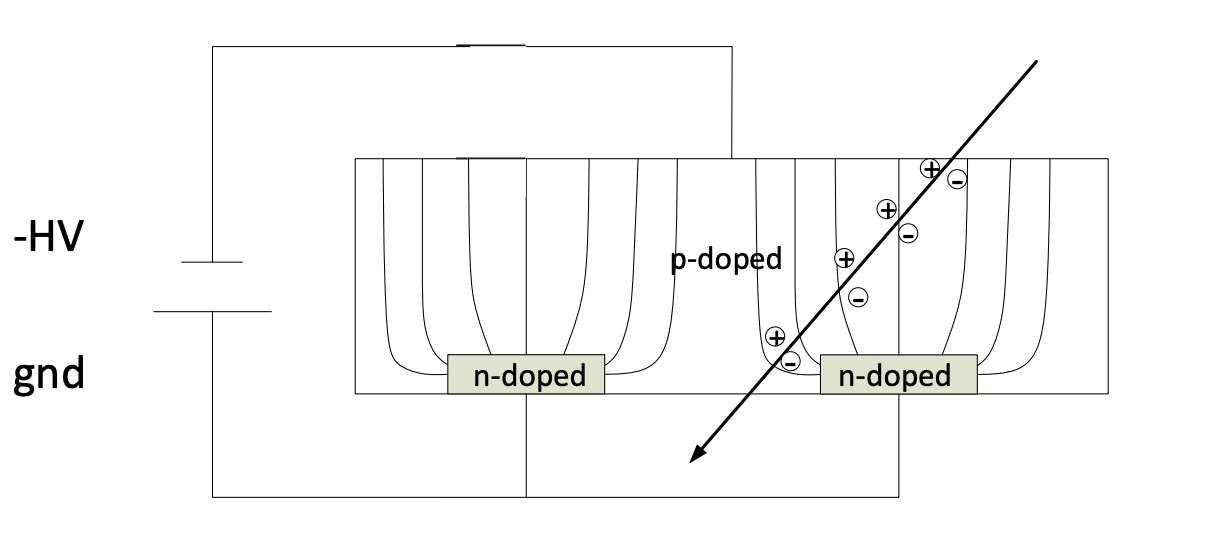 -HV
p-doped
gnd
n-doped
n-doped
+
-
+
-
+
-
+
-